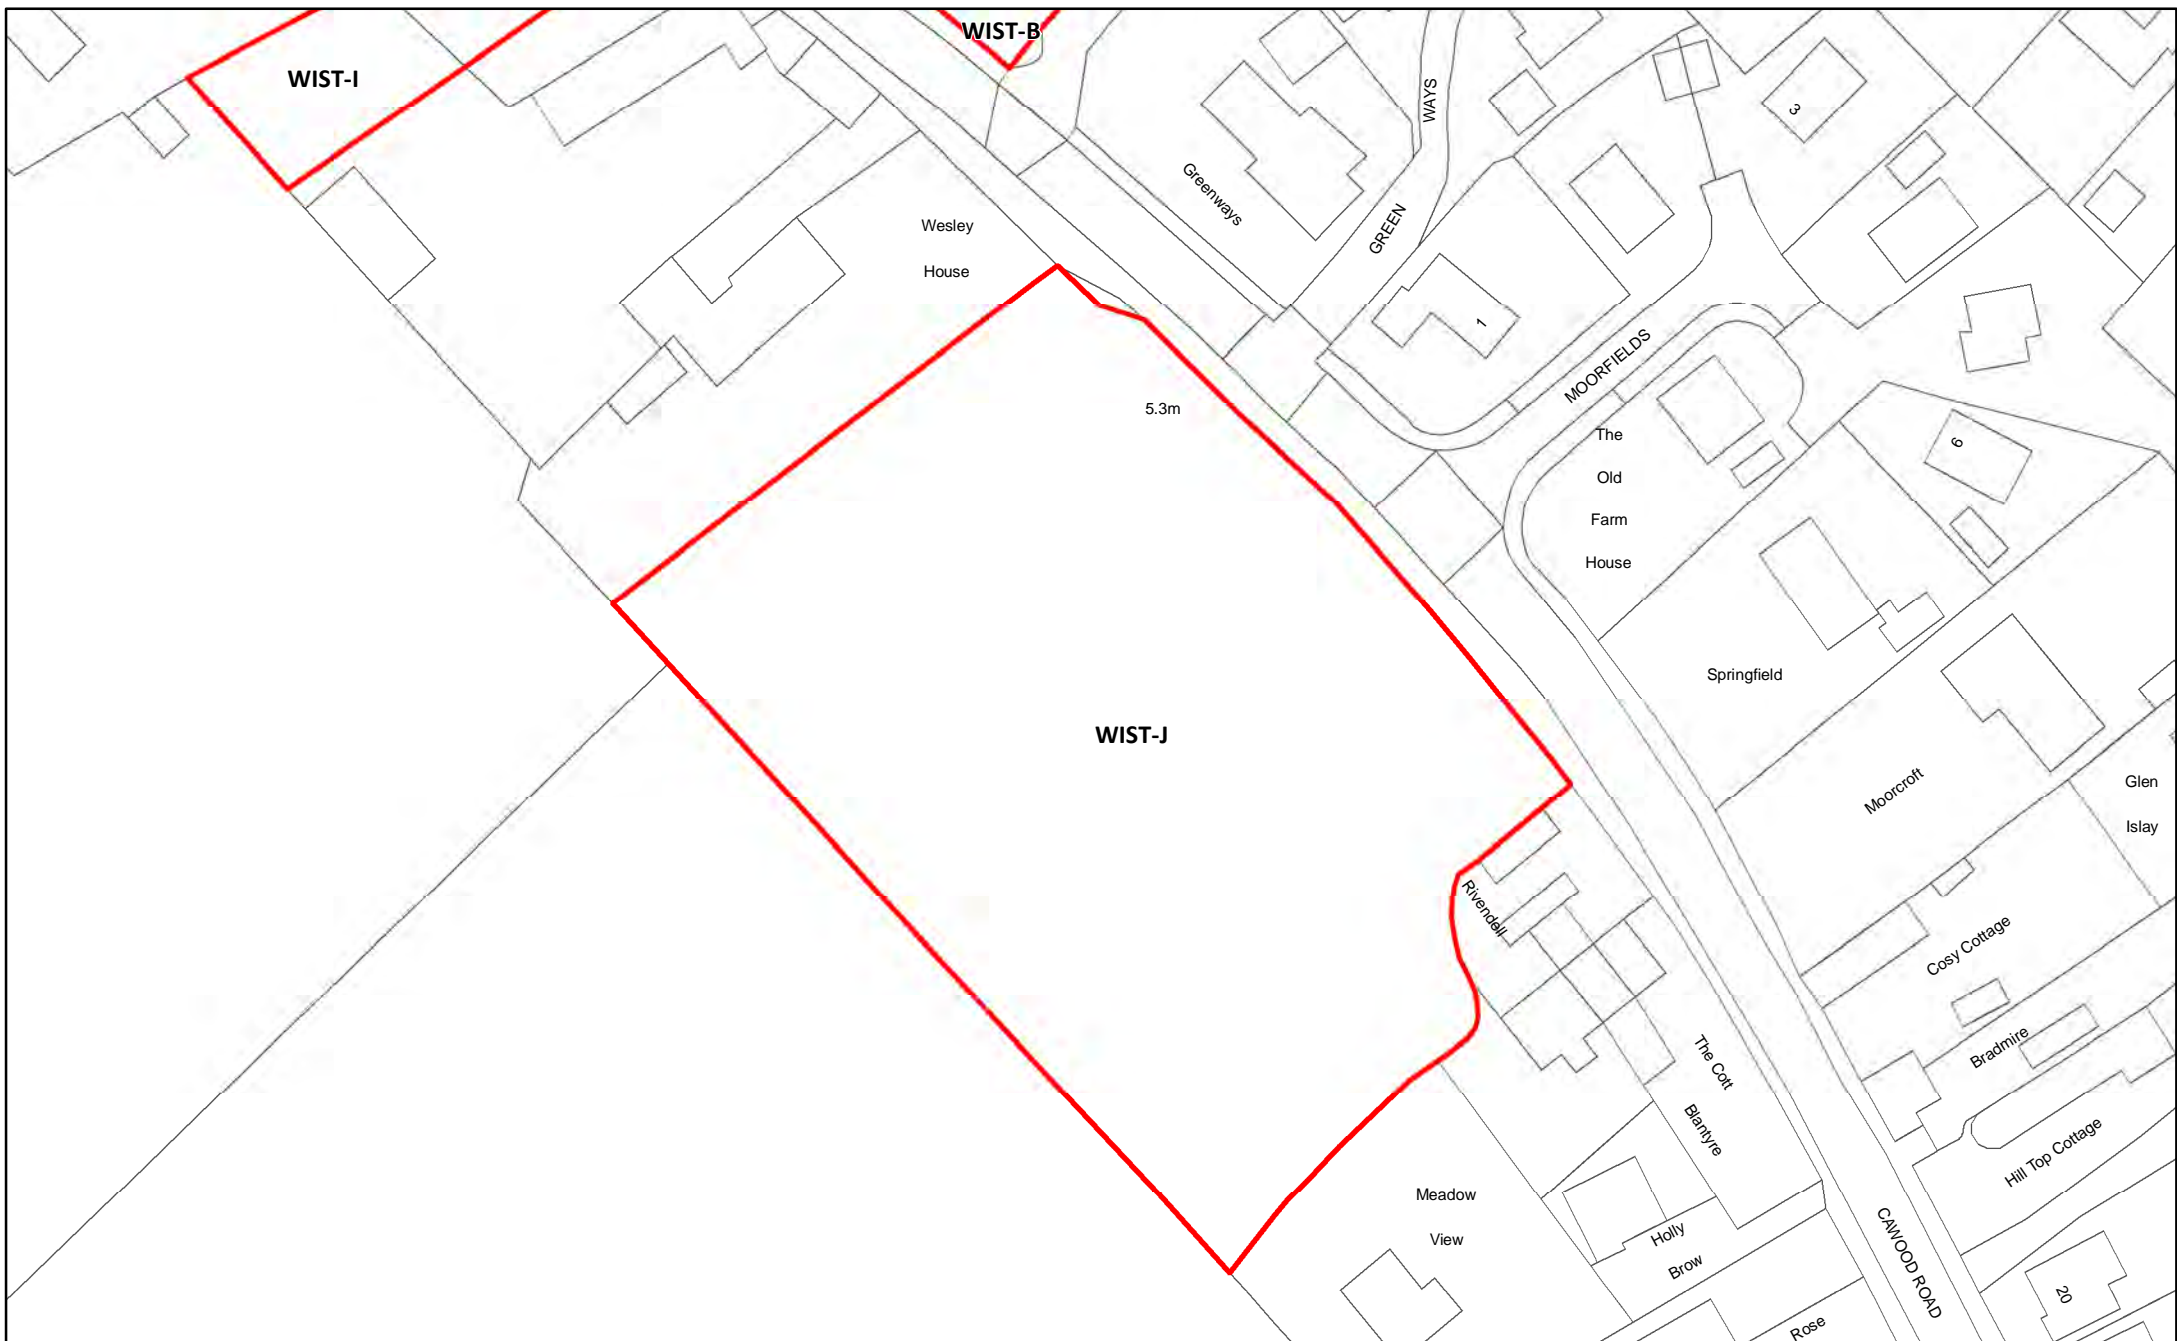 WIST-B
WIST-I
WAYS
3
Greenways
GREEN
Wesley
House
1
MOORFIELDS
5.3m
The
Old
Farm
House
6
Springfield
WIST-J
Moorcroft
Glen
Islay
Rivendell
Cosy Cottage
Bradmire
The Cott
Blantyre
Hill Top Cottage
Meadow
View
Holly
Brow
CAWOOD ROAD
20
Rose